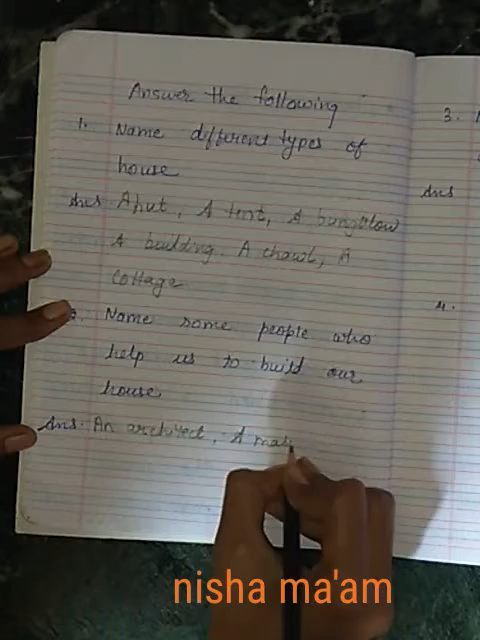 Answer the following
1. Name different types of
house
Ans A hut, A tent, A bungalow
A building. A chawl, A
Cottage.
2. Name some people who
help us to build our
house
Ans. An architect, A mas
3.
Ans
4.
nisha ma'am